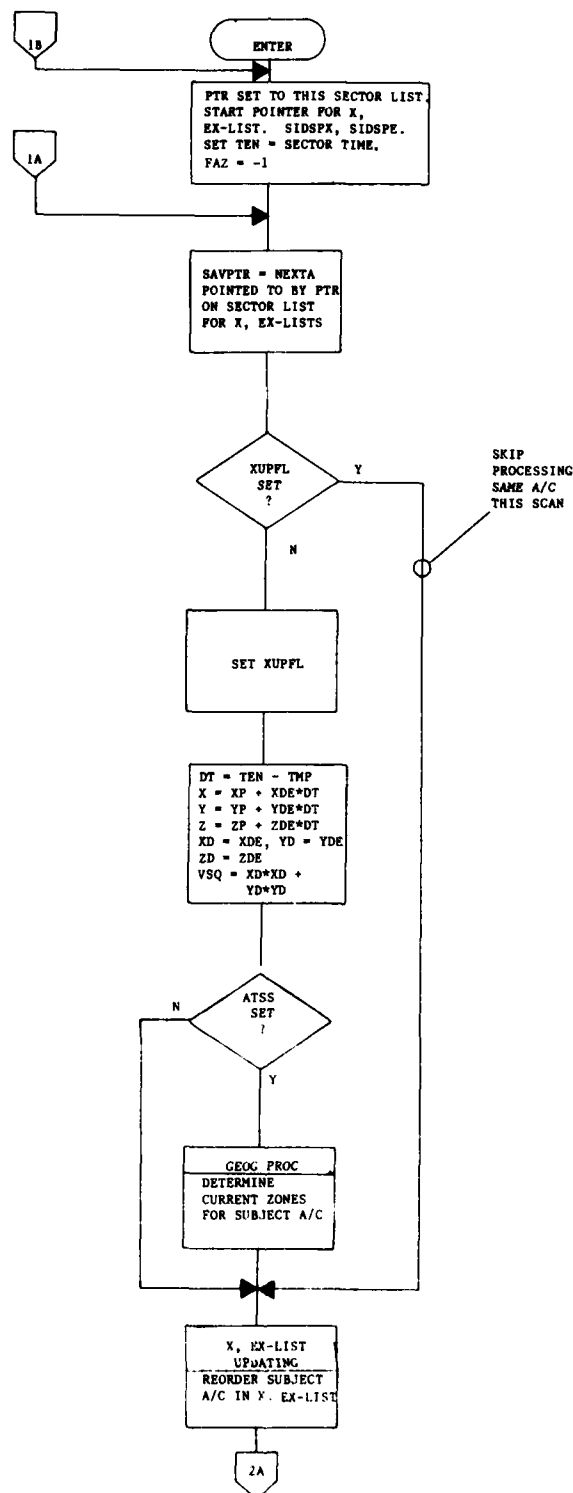 1B
ENTER
PTR SET TO THIS SECTOR LIST.
START POINTER FOR X,
EX-LIST. SIDSPX, SIDSPE.
SET TEN = SECTOR TIME.
FAZ = -1
1A
SAVPTR = NEXTA
POINTED TO BY PTR
ON SECTOR LIST
FOR X, EX-LISTS
XUPFL
SET
?
Y
N
SKIP
PROCESSING
SAME A/C
THIS SCAN
SET XUPFL
DT = TEN - TMP
X = XP + XDE*DT
Y = YP + YDE*DT
Z = ZP + ZDE*DT
XD = XDE, YD = YDE
ZD = ZDE
VSQ = XD*XD +
YD*YD
N
ATSS
SET
?
Y
GEOG PROC
DETERMINE
CURRENT ZONES
FOR SUBJECT A/C
X, EX-LIST
UPDATING
REORDER SUBJECT
A/C IN X. EX-LIST
2A